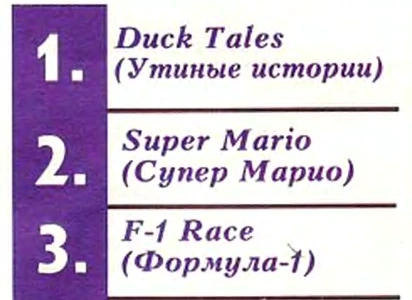 1. Duck Tales
(Утиные истории)
2. Super Mario
(Супер Марио)
3. F-1 Race
(Формула-1)